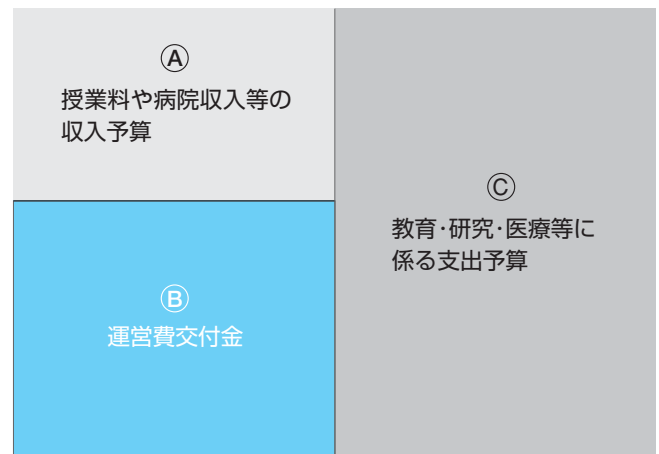 Ⓐ
授業料や病院収入等の
収入予算
Ⓑ
運営費交付金
Ⓒ
教育・研究・医療等に
係る支出予算